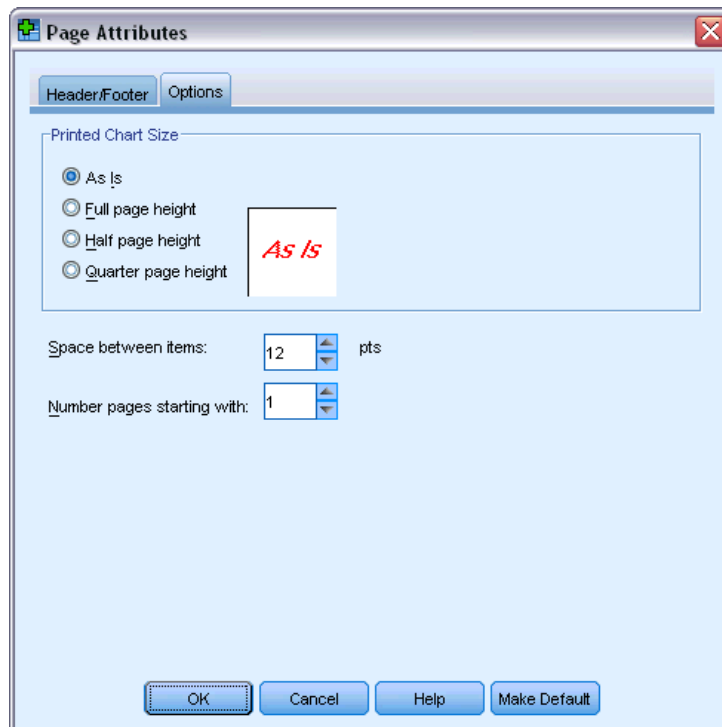 Page Attributes
Header/Footer Options
Printed Chart Size
As Is
Full page height
Half page height
Quarter page height
As Is
Space between items: 12 pts
Number pages starting with: 1
OK Cancel Help Make Default